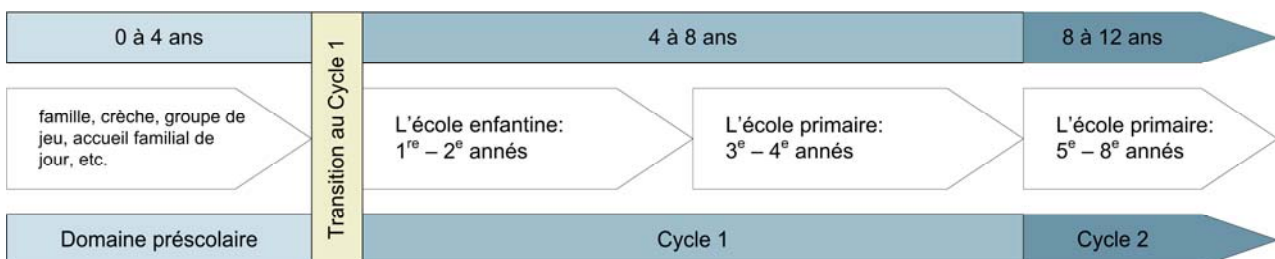 0 à 4 ans
Transition au Cycle 1
4 à 8 ans
8 à 12 ans
famille, crèche, groupe de
jeu, accueil familial de
jour, etc.
L'école enfantine:
1re – 2e annés
L'école primaire:
3e – 4e annés
L'école primaire:
5e – 8e annés
Domaine préscolaire
Cycle 1
Cycle 2